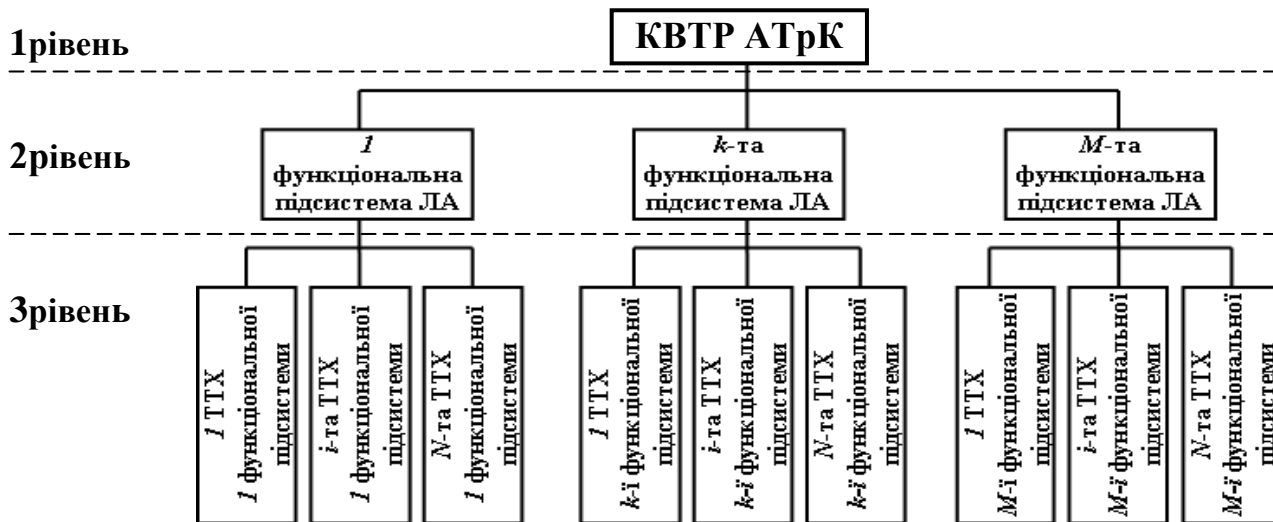 1рівень
КВТР АТрК
2рівень
1
функціональна
підсистема ЛА
k-та
функціональна
підсистема ЛА
М-та
функціональна
підсистема ЛА
3рівень
1 ТТХ
1 функціональної
підсистеми
і-та ТТХ
1 функціональної
підсистеми
N-та ТТХ
1 функціональної
підсистеми
1 ТТХ
k-ї функціональної
підсистеми
і-та ТТХ
k-ї функціональної
підсистеми
N-та ТТХ
k-ї функціональної
підсистеми
1 ТТХ
М-ї функціональної
підсистеми
і-та ТТХ
М-ї функціональної
підсистеми
N-та ТТХ
М-ї функціональної
підсистеми